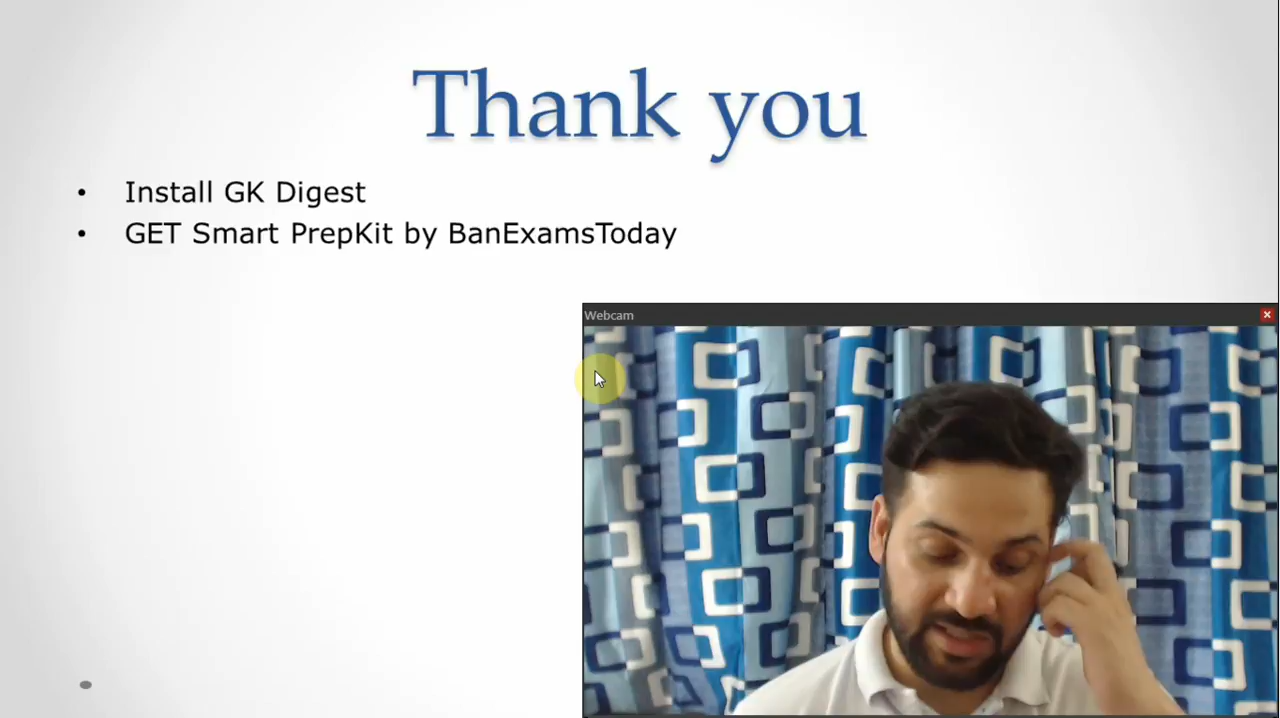 Thank you
• Install GK Digest
• GET Smart PrepKit by BanExamsToday
Webcam